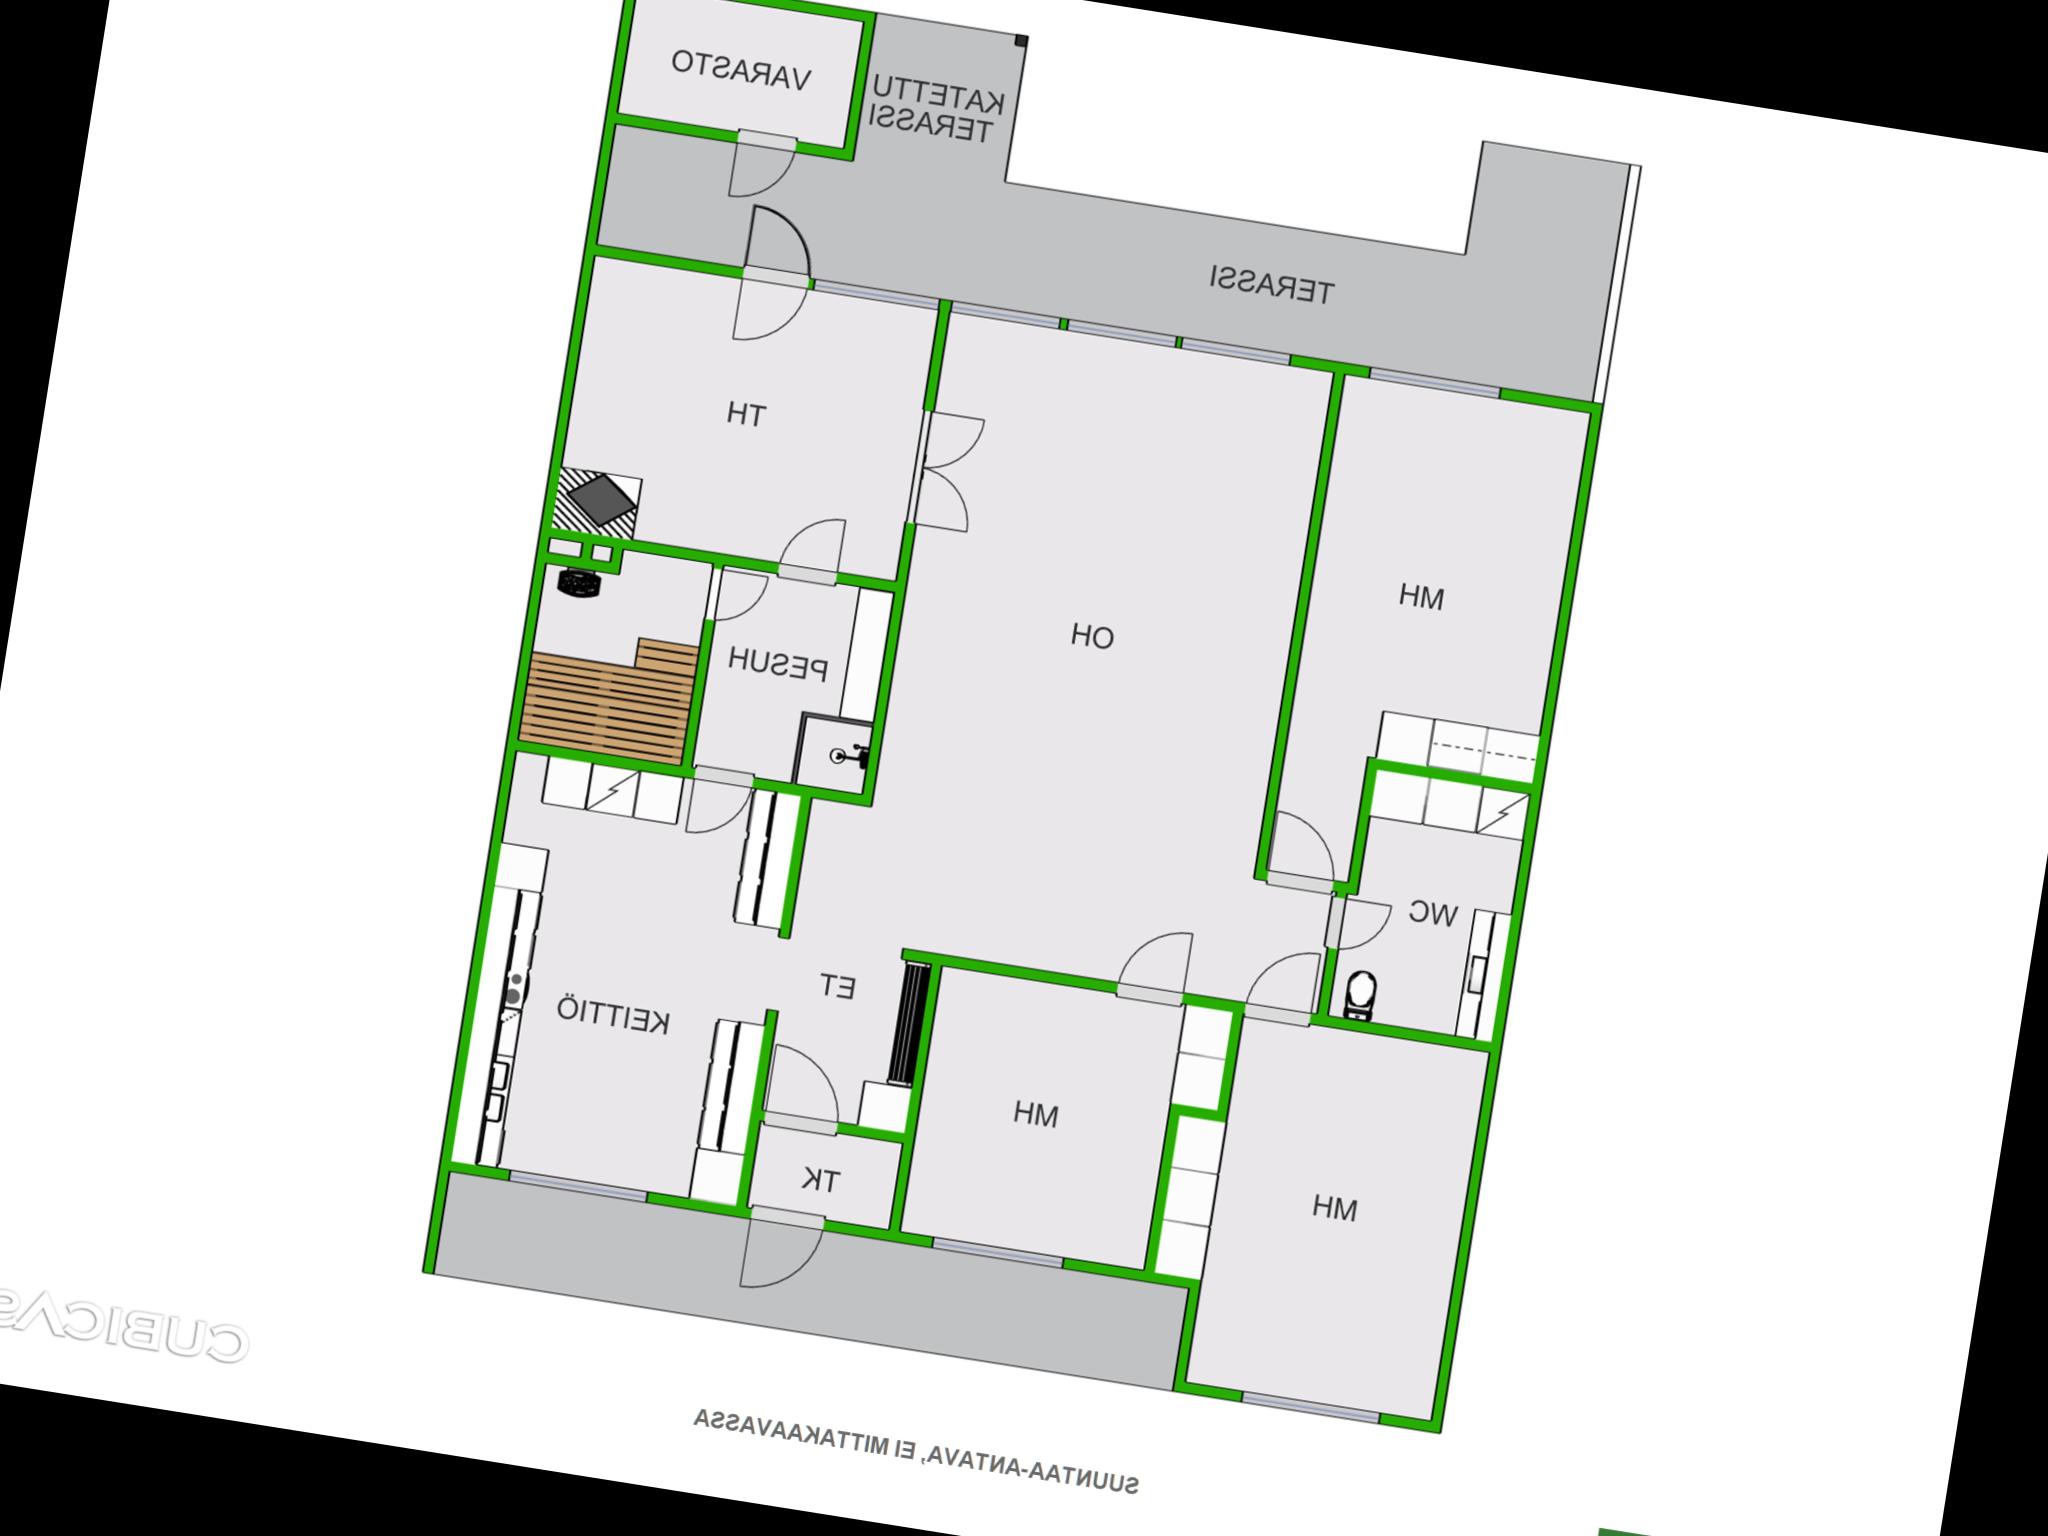 VARASTO
KATETTU
TERASSI
TERASSI
TH
MH
OH
PESUH
WC
ET
KEITTIÖ
MH
TK
MH
CUBICAS
SUUNTAA-ANTAVA, EI MITTAKAAVASSA